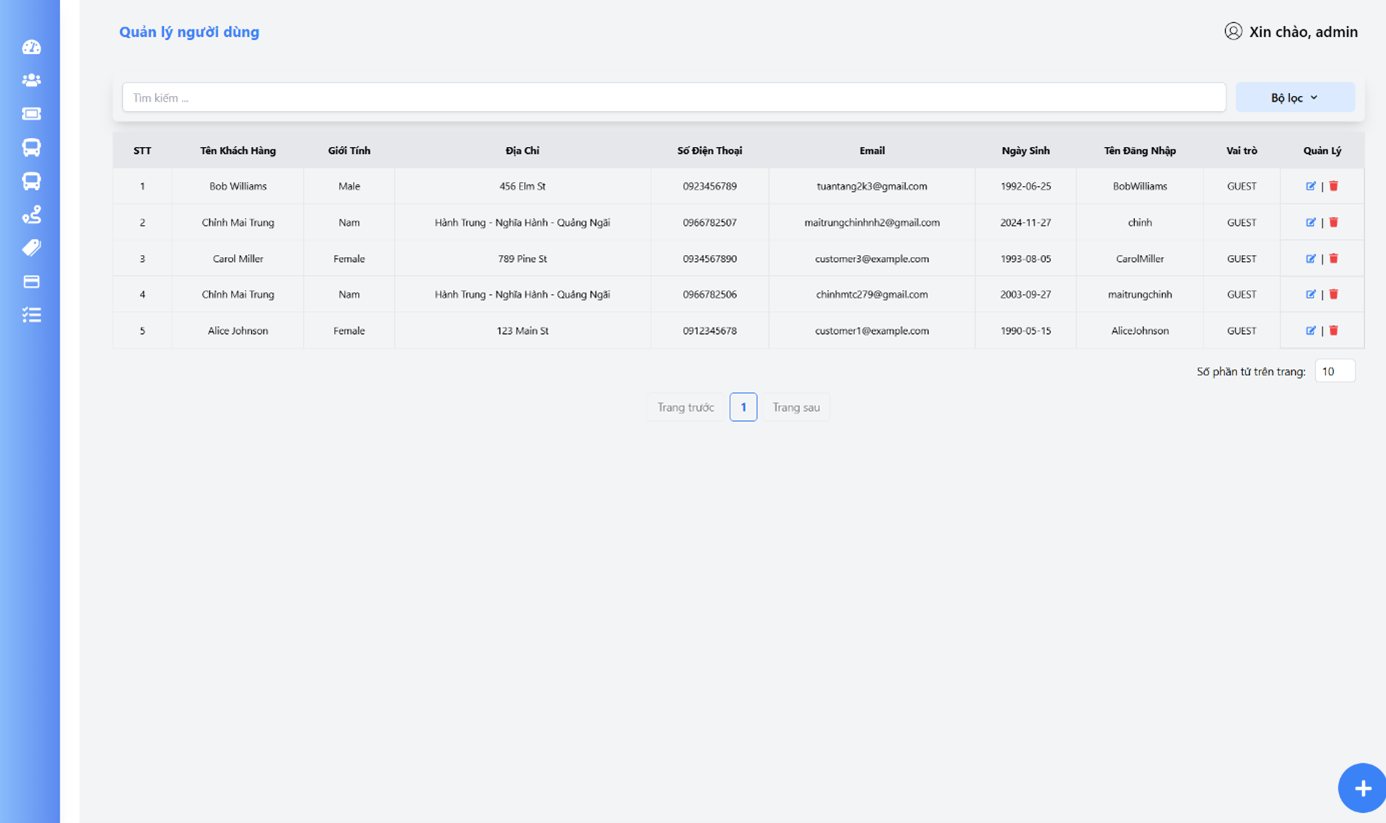 Quản lý người dùng
Xin chào, admin
Tìm kiếm ...
Bộ lọc
STT Tên Khách Hàng Giới Tính Địa Chỉ Số Điện Thoại Email Ngày Sinh Tên Đăng Nhập Vai trò Quản Lý
1 Bob Williams Male 456 Elm St 0923456789 tuantang2k3@gmail.com 1992-06-25 BobWilliams GUEST |
2 Chỉnh Mai Trung Nam Hành Trung - Nghĩa Hành - Quảng Ngãi 0966782507 maitrungchinhnh2@gmail.com 2024-11-27 chinh GUEST |
3 Carol Miller Female 789 Pine St 0934567890 customer3@example.com 1993-08-05 CarolMiller GUEST |
4 Chỉnh Mai Trung Nam Hành Trung - Nghĩa Hành - Quảng Ngãi 0966782506 chinhmtc279@gmail.com 2003-09-27 maitrungchinh GUEST |
5 Alice Johnson Female 123 Main St 0912345678 customer1@example.com 1990-05-15 AliceJohnson GUEST |
Số phần tử trên trang: 10
Trang trước 1 Trang sau